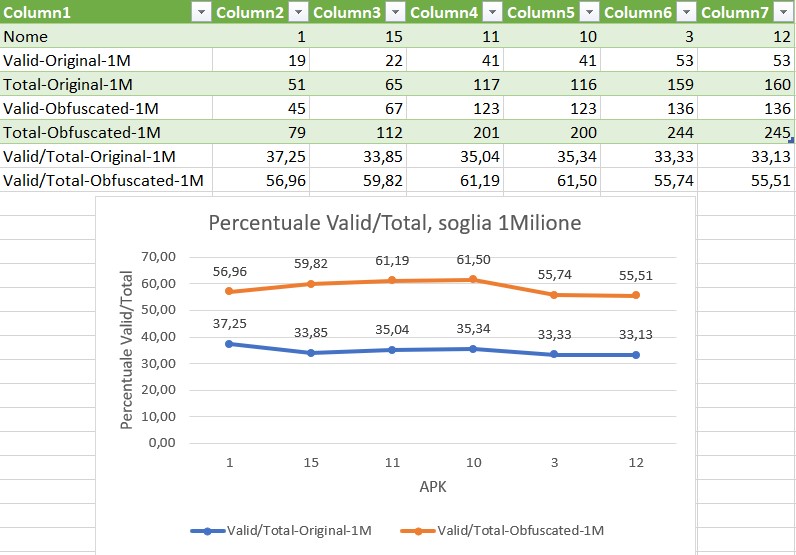 Column1 Column2 Column3 Column4 Column5 Column6 Column7
Nome 1 15 11 10 3 12
Valid-Original-1M 19 22 41 41 53 53
Total-Original-1M 51 65 117 116 159 160
Valid-Obfuscated-1M 45 67 123 123 136 136
Total-Obfuscated-1M 79 112 201 200 244 245
Valid/Total-Original-1M 37,25 33,85 35,04 35,34 33,33 33,13
Valid/Total-Obfuscated-1M 56,96 59,82 61,19 61,50 55,74 55,51
Percentuale Valid/Total, soglia 1Milione
Percentuale Valid/Total
70,00
60,00
50,00
40,00
30,00
20,00
10,00
0,00
56,96 59,82 61,19 61,50 55,74 55,51
37,25 33,85 35,04 35,34 33,33 33,13
1 15 11 10 3 12
APK
Valid/Total-Original-1M Valid/Total-Obfuscated-1M